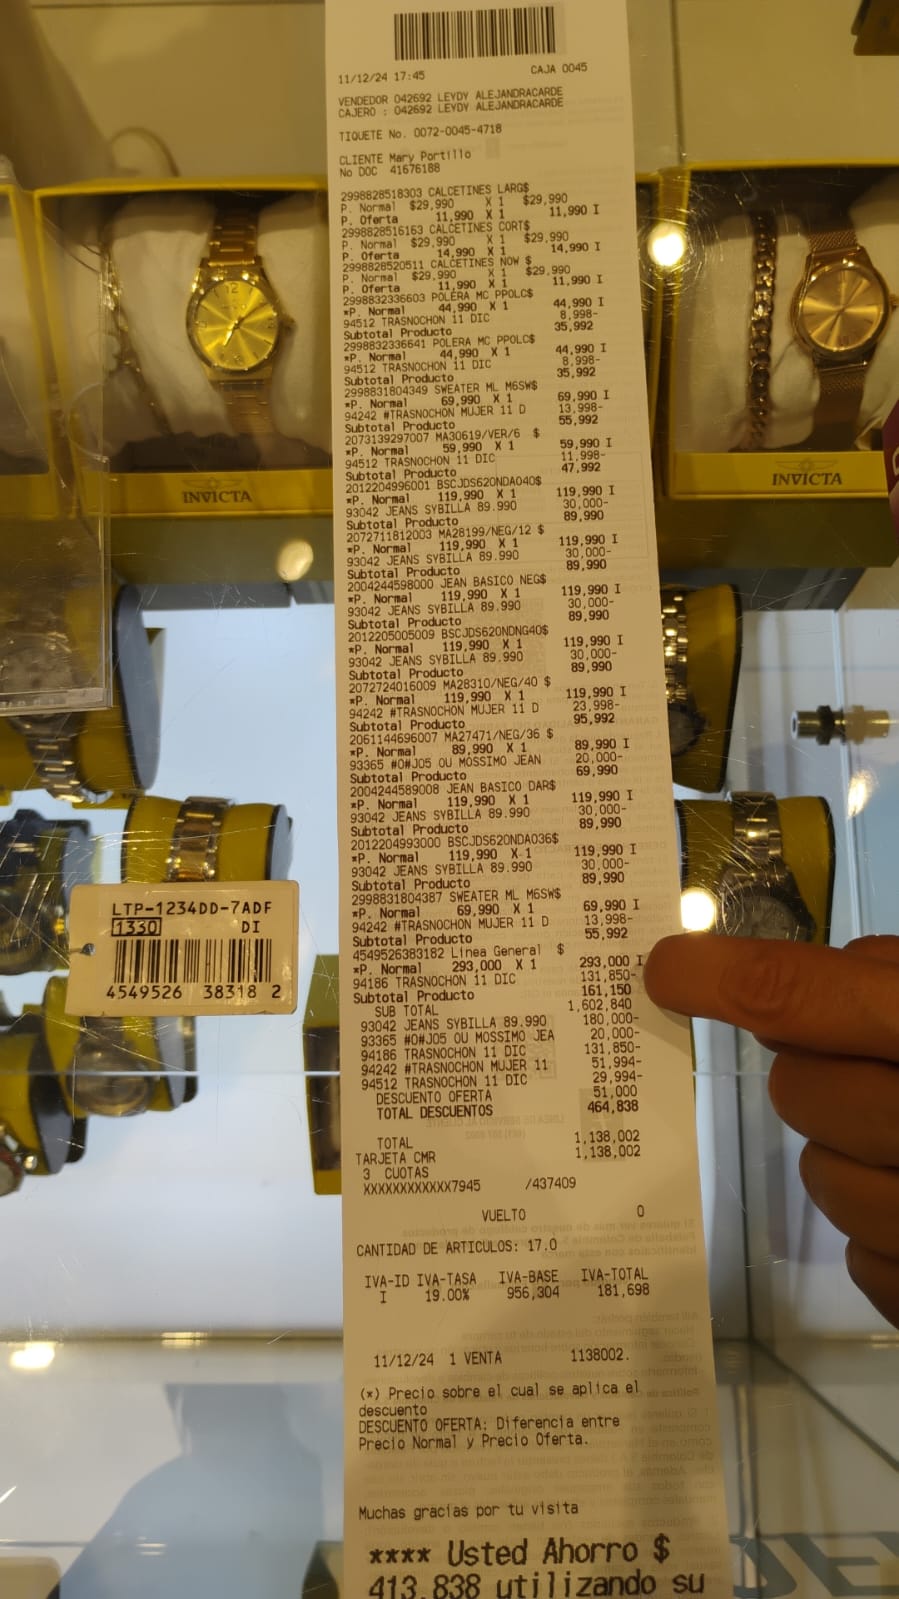 11/12/24 17:45 CAJA 0045
VENDEDOR 042692 LEYDY ALEJANDRACARDE
CAJERO : 042692 LEYDY ALEJANDRACARDE
TIQUETE No. 0072-0045-4718
CLIENTE Mary Portillo
No DOC 41676188
2998828518303 CALCETINES LARG$
P. Normal $29,990 X 1 $29,990
P. Oferta 11,990 X 1 11,990 I
2998828516163 CALCETINES CORT$
P. Normal $29,990 X 1 $29,990
P. Oferta 14,990 X 1 14,990 I
2998828520511 CALCETINES NOW $
P. Normal $29,990 X 1 $29,990
P. Oferta 11,990 X 1 11,990 I
2998832336603 POLERA MC PPOLC$
*P. Normal 44,990 X 1 44,990 I
94512 TRASNOCHON 11 DIC 8,998-
Subtotal Producto 35,992
2998832336641 POLERA MC PPOLC$
*P. Normal 44,990 X 1 44,990 I
94512 TRASNOCHON 11 DIC 8,998-
Subtotal Producto 35,992
2998831804349 SWEATER ML M6SW$
*P. Normal 69,990 X 1 69,990 I
94242 #TRASNOCHON MUJER 11 D 13,998-
Subtotal Producto 55,992
2073139297007 MA30619/VER/6 $
*P. Normal 59,990 X 1 59,990 I
94512 TRASNOCHON 11 DIC 11,998-
Subtotal Producto 47,992
2012204996001 BSCJDS620NDA040$
*P. Normal 119,990 X 1 119,990 I
93042 JEANS SYBILLA 89.990 30,000-
Subtotal Producto 89,990
2072711812003 MA28199/NEG/12 $
*P. Normal 119,990 X 1 119,990 I
93042 JEANS SYBILLA 89.990 30,000-
Subtotal Producto 89,990
2004244598000 JEAN BASICO NEG$
*P. Normal 119,990 X 1 119,990 I
93042 JEANS SYBILLA 89.990 30,000-
Subtotal Producto 89,990
2012205005009 BSCJDS620NDNG40$
*P. Normal 119,990 X 1 119,990 I
93042 JEANS SYBILLA 89.990 30,000-
Subtotal Producto 89,990
2072724016009 MA28310/NEG/40 $
*P. Normal 119,990 X 1 119,990 I
94242 #TRASNOCHON MUJER 11 D 23,998-
Subtotal Producto 95,992
2061144696007 MA27471/NEG/36 $
*P. Normal 89,990 X 1 89,990 I
93365 #O#J05 OU MOSSIMO JEAN 20,000-
Subtotal Producto 69,990
2004244589008 JEAN BASICO DAR$
*P. Normal 119,990 X 1 119,990 I
93042 JEANS SYBILLA 89.990 30,000-
Subtotal Producto 89,990
2012204993000 BSCJDS620NDA036$
*P. Normal 119,990 X 1 119,990 I
93042 JEANS SYBILLA 89.990 30,000-
Subtotal Producto 89,990
2998831804387 SWEATER ML M6SW$
*P. Normal 69,990 X 1 69,990 I
94242 #TRASNOCHON MUJER 11 D 13,998-
Subtotal Producto 55,992
4549526383182 Linea General $
*P. Normal 293,000 X 1 293,000 I
94186 TRASNOCHON 11 DIC 131,850-
Subtotal Producto 161,150
SUB TOTAL 1,602,840
93042 JEANS SYBILLA 89.990 180,000-
93365 #O#J05 OU MOSSIMO JEA 20,000-
94186 TRASNOCHON 11 DIC 131,850-
94242 #TRASNOCHON MUJER 11 51,994-
94512 TRASNOCHON 11 DIC 29,994-
DESCUENTO OFERTA 51,000
TOTAL DESCUENTOS 464,838
TOTAL 1,138,002
TARJETA CMR 1,138,002
3 CUOTAS
XXXXXXXXXXXX7945 /437409
VUELTO 0
CANTIDAD DE ARTICULOS: 17.0
IVA-ID IVA-TASA IVA-BASE IVA-TOTAL
I 19.00% 956,304 181,698
11/12/24 1 VENTA 1138002.
(*) Precio sobre el cual se aplica el
descuento
DESCUENTO OFERTA: Diferencia entre
Precio Normal y Precio Oferta.
Muchas gracias por tu visita
**** Usted Ahorro $
413.838 utilizando su
INVICTA
INVICTA
LTP-1234DD-7ADF
1330 DI
4549526 38318 2